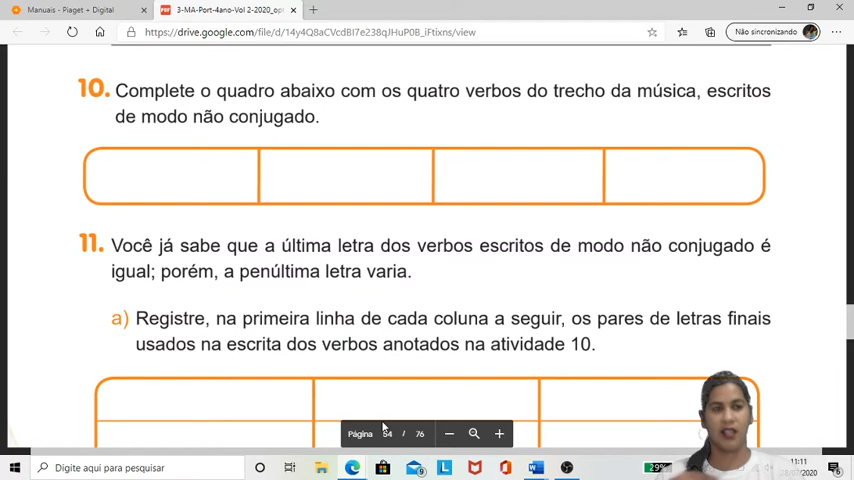 Manuais - Piaget + Digital
3-MA-Port-4ano-Vol 2-2020_op
https://drive.google.com/file/d/14y4Q8aCVcdBI7e238qJHuP0B_iFtixns/view
Não sincronizando
10. Complete o quadro abaixo com os quatro verbos do trecho da música, escritos
de modo não conjugado.
11. Você já sabe que a última letra dos verbos escritos de modo não conjugado é
igual; porém, a penúltima letra varia.
a) Registre, na primeira linha de cada coluna a seguir, os pares de letras finais
usados na escrita dos verbos anotados na atividade 10.
Página 54 / 76
Digite aqui para pesquisar
29%
11:11